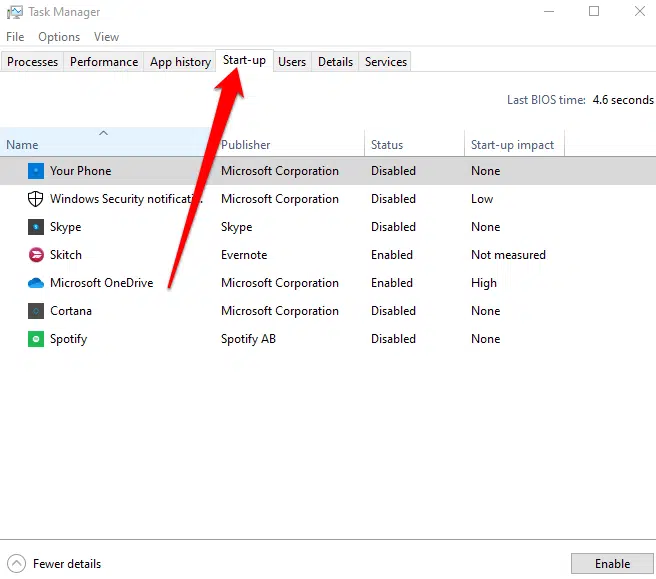 Task Manager
File Options View
Processes Performance App history Start-up Users Details Services
Last BIOS time: 4.6 seconds
Name Publisher Status Start-up impact
Your Phone Microsoft Corporation Disabled None
Windows Security notificati... Microsoft Corporation Disabled Low
Skype Skype Disabled None
Skitch Evernote Enabled Not measured
Microsoft OneDrive Microsoft Corporation Enabled High
Cortana Microsoft Corporation Disabled None
Spotify Spotify AB Disabled None
Fewer details Enable